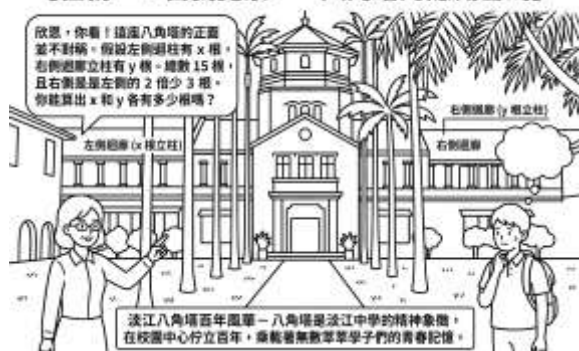 欣恩，你看！這座八角塔的正面
並不對稱。假設左側迴柱有 x 根，
右側迴廊立柱有 y 根。總數 15 根，
且右側是是左側的 2 倍少 3 根。
你能算出 x 和 y 各有多少根嗎？
右側迴廊 (y 根立柱)
左側迴廊 (x 根立柱)
右側迴廊
淡江八角塔百年風華－八角塔是淡江中學的精神象徵，
在校園中心佇立百年，乘載著無數莘莘學子們的青春記憶。